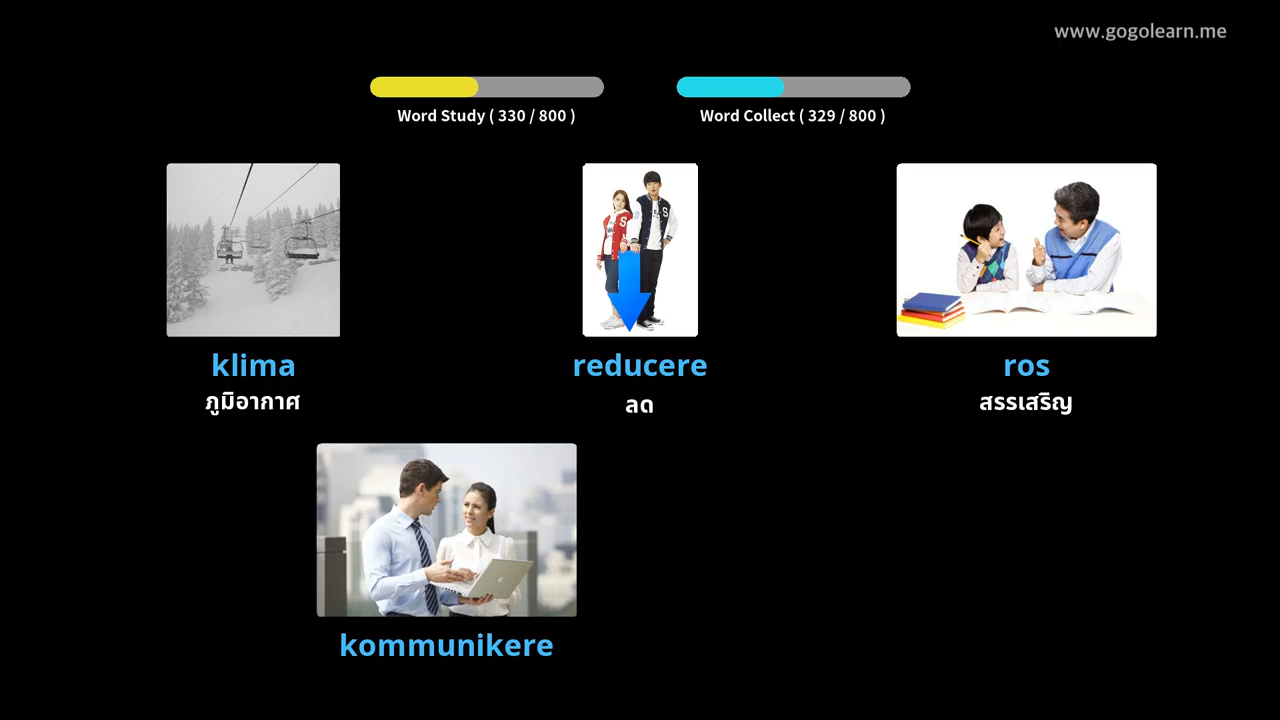 www.gogolearn.me
Word Study ( 330 / 800 )
Word Collect ( 329 / 800 )
klima
ภูมิอากาศ
reducere
ลด
ros
สรรเสริญ
kommunikere